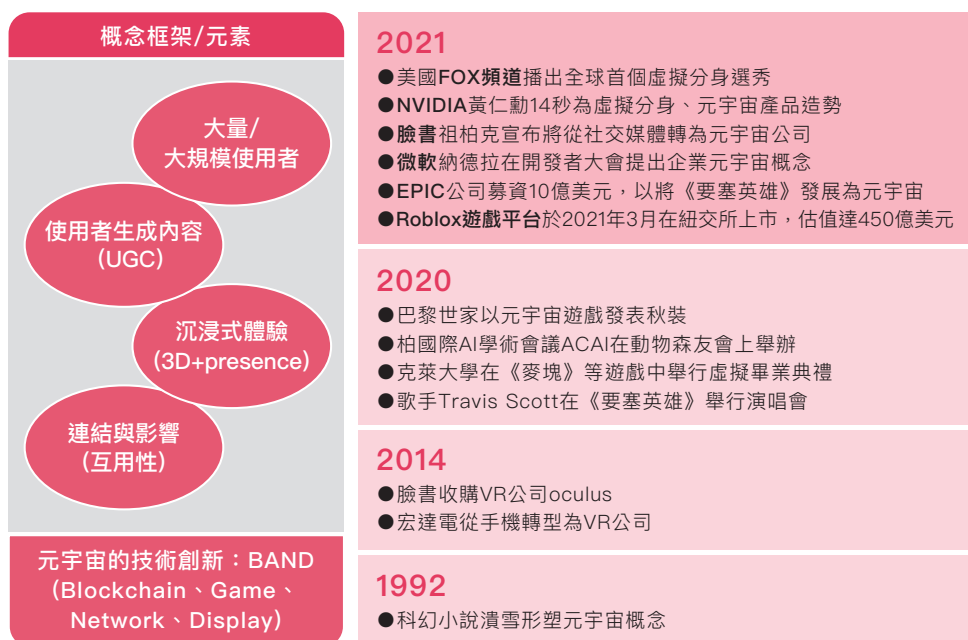 概念框架/元素
大量/
大規模使用者
使用者生成內容
(UGC)
沉浸式體驗
(3D+presence)
連結與影響
(互用性)
元宇宙的技術創新：BAND
(Blockchain、Game、
Network、Display)
2021
●美國FOX頻道播出全球首個虛擬分身選秀
●NVIDIA黃仁勳14秒為虛擬分身、元宇宙產品造勢
●臉書祖柏克宣布將從社交媒體轉為元宇宙公司
●微軟納德拉在開發者大會提出企業元宇宙概念
●EPIC公司募資10億美元，以將《要塞英雄》發展為元宇宙
●Roblox遊戲平台於2021年3月在紐交所上市，估值達450億美元
2020
●巴黎世家以元宇宙遊戲發表秋裝
●柏國際AI學術會議ACAI在動物森友會上舉辦
●克萊大學在《麥塊》等遊戲中舉行虛擬畢業典禮
●歌手Travis Scott在《要塞英雄》舉行演唱會
2014
●臉書收購VR公司oculus
●宏達電從手機轉型為VR公司
1992
●科幻小說潰雪形塑元宇宙概念